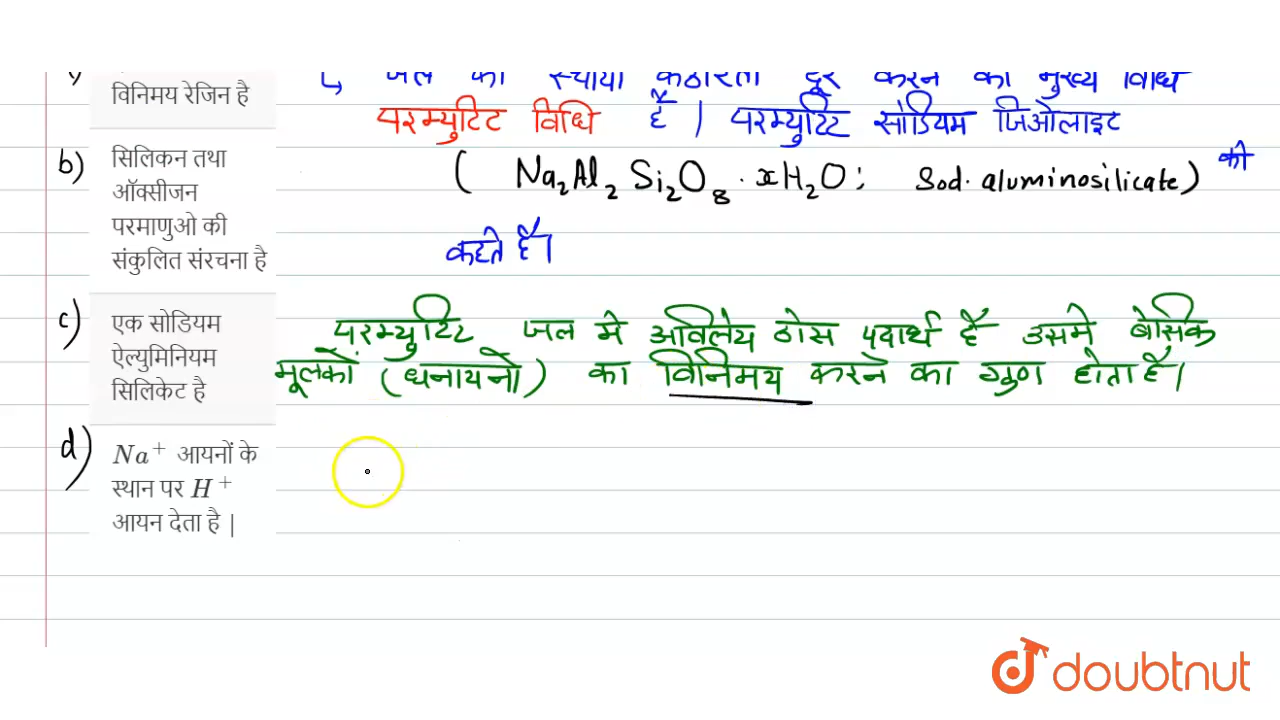 विनिमय रेजिन है
↳ जल की स्थायी कठोरता दूर करने की मुख्य विधि
परम्युटिट विधि है। परम्युटिट सोडियम जिओलाइट
b) सिलिकन तथा
ऑक्सीजन
परमाणुओ की
संकुलित संरचना है
( Na₂Al₂Si₂O₈·xH₂O; Sod. aluminosilicate) को
कहते है।
c) एक सोडियम
ऐल्युमिनियम
सिलिकेट है
परम्युटिट जल मे अविलेय ठोस पदार्थ है उसमे बेसिक
मूलकों (धनायनो) का विनिमय करने का गुण होता है।
d) Na⁺ आयनों के
स्थान पर H⁺
आयन देता है |
doubtnut